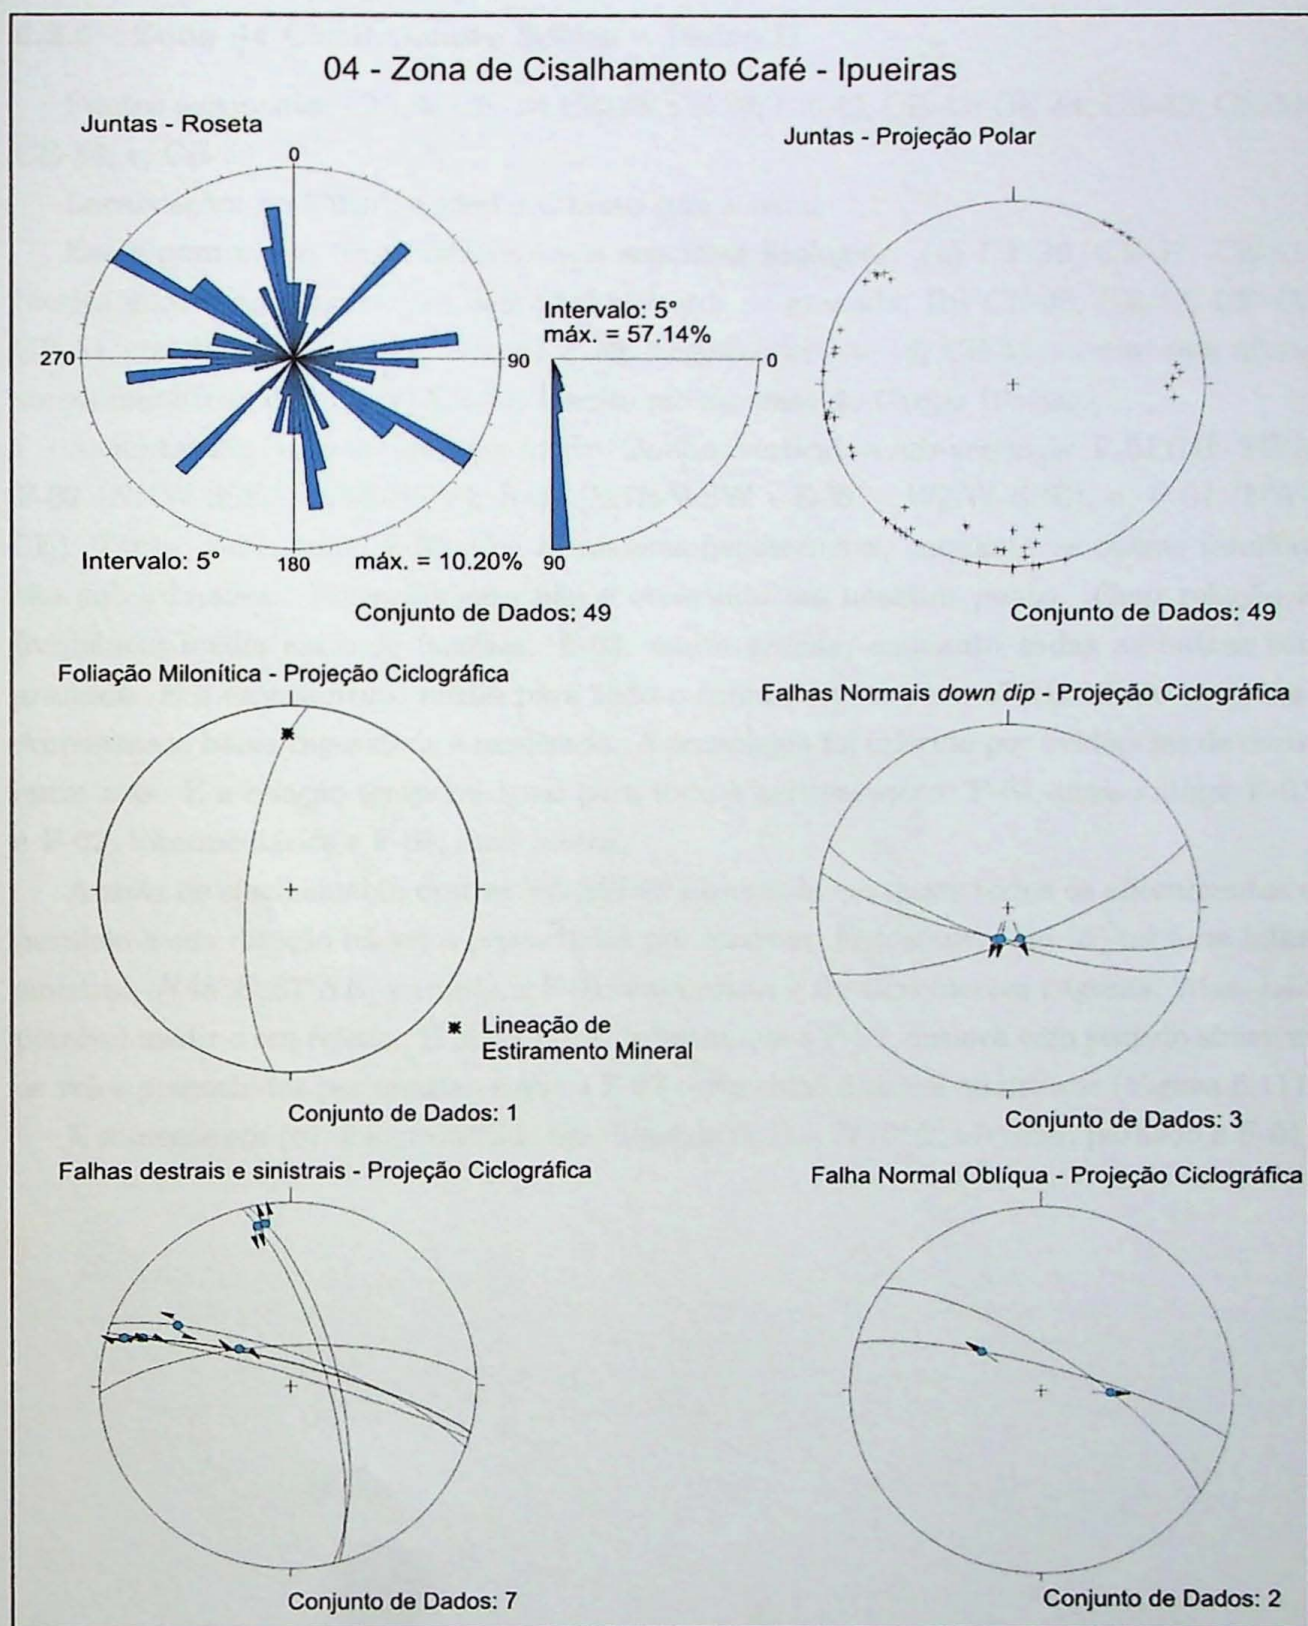 04 - Zona de Cisalhamento Café - Ipueiras
Juntas - Roseta
0
270
90
180
Intervalo: 5°
máx. = 10.20%
Intervalo: 5°
máx. = 57.14%
0
90
Conjunto de Dados: 49
Juntas - Projeção Polar
Conjunto de Dados: 49
Foliação Milonítica - Projeção Ciclográfica
Lineação de
Estiramento Mineral
Conjunto de Dados: 1
Falhas Normais down dip - Projeção Ciclográfica
Conjunto de Dados: 3
Falhas destrais e sinistrais - Projeção Ciclográfica
Conjunto de Dados: 7
Falha Normal Oblíqua - Projeção Ciclográfica
Conjunto de Dados: 2